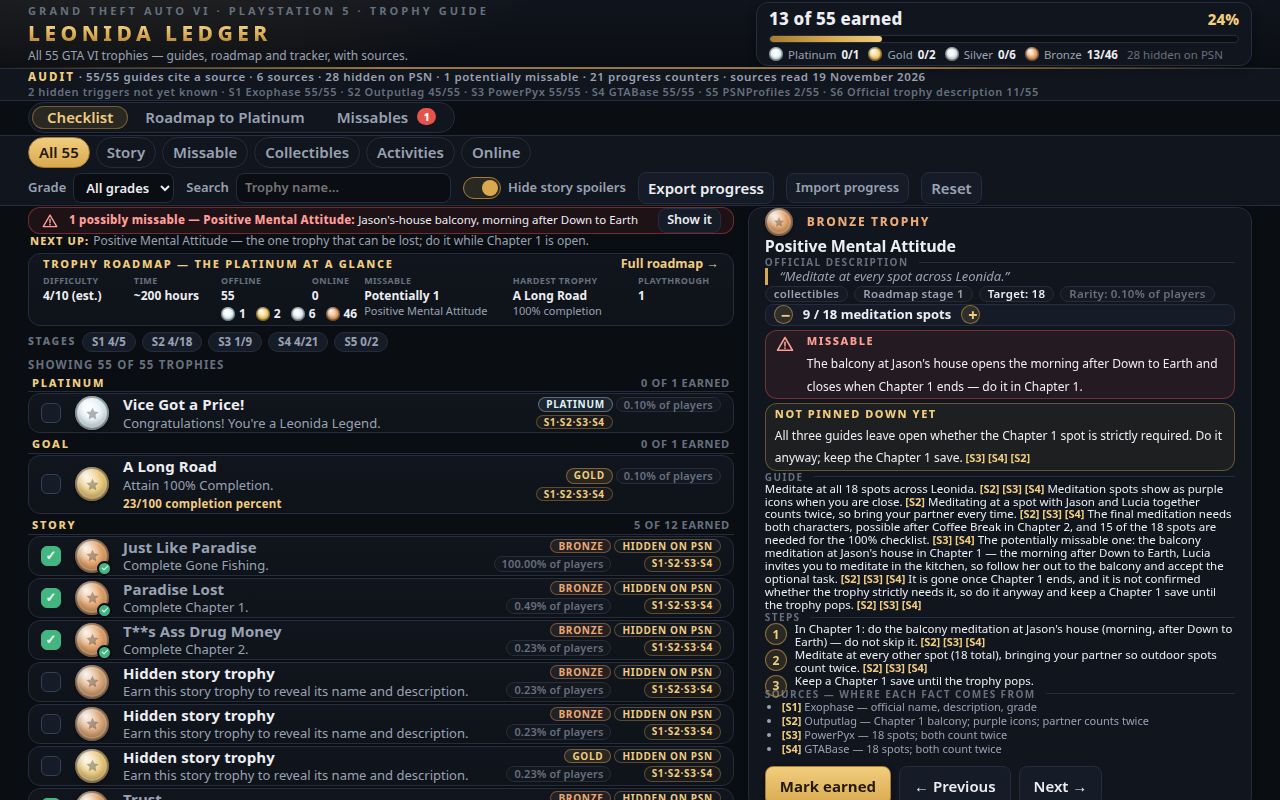 GRAND THEFT AUTO VI · PLAYSTATION 5 · TROPHY GUIDE
LEONIDA LEDGER
All 55 GTA VI trophies — guides, roadmap and tracker, with sources.
13 of 55 earned
24%
Platinum 0/1 Gold 0/2 Silver 0/6 Bronze 13/46 28 hidden on PSN
AUDIT · 55/55 guides cite a source · 6 sources · 28 hidden on PSN · 1 potentially missable · 21 progress counters · sources read 19 November 2026
2 hidden triggers not yet known · S1 Exophase 55/55 · S2 Outputlag 45/55 · S3 PowerPyx 55/55 · S4 GTABase 55/55 · S5 PSNProfiles 2/55 · S6 Official trophy description 11/55
Checklist Roadmap to Platinum Missables 1
All 55 Story Missable Collectibles Activities Online
Grade All grades Search Trophy name... Hide story spoilers Export progress Import progress Reset
1 possibly missable — Positive Mental Attitude: Jason's-house balcony, morning after Down to Earth Show it
NEXT UP: Positive Mental Attitude — the one trophy that can be lost; do it while Chapter 1 is open.
TROPHY ROADMAP — THE PLATINUM AT A GLANCE Full roadmap →
DIFFICULTY TIME OFFLINE ONLINE MISSABLE HARDEST TROPHY PLAYTHROUGH
4/10 (est.) ~200 hours 55 0 Potentially 1 A Long Road 1
1 2 6 46 Positive Mental Attitude 100% completion
STAGES S1 4/5 S2 4/18 S3 1/9 S4 4/21 S5 0/2
SHOWING 55 OF 55 TROPHIES
PLATINUM 0 OF 1 EARNED
Vice Got a Price! PLATINUM 0.10% of players
Congratulations! You're a Leonida Legend. S1·S2·S3·S4
GOAL 0 OF 1 EARNED
A Long Road GOLD 0.10% of players
Attain 100% Completion. S1·S2·S3·S4
23/100 completion percent
STORY 5 OF 12 EARNED
Just Like Paradise BRONZE HIDDEN ON PSN
Complete Gone Fishing. 100.00% of players S1·S2·S3·S4
Paradise Lost BRONZE HIDDEN ON PSN
Complete Chapter 1. 0.49% of players S1·S2·S3·S4
T**s Ass Drug Money BRONZE HIDDEN ON PSN
Complete Chapter 2. 0.23% of players S1·S2·S3·S4
Hidden story trophy BRONZE HIDDEN ON PSN
Earn this story trophy to reveal its name and description. 0.23% of players S1·S2·S3·S4
Hidden story trophy BRONZE HIDDEN ON PSN
Earn this story trophy to reveal its name and description. 0.23% of players S1·S2·S3·S4
Hidden story trophy GOLD HIDDEN ON PSN
Earn this story trophy to reveal its name and description. 0.23% of players S1·S2·S3·S4
Trust BRONZE HIDDEN ON PSN
BRONZE TROPHY
Positive Mental Attitude
OFFICIAL DESCRIPTION
“Meditate at every spot across Leonida.”
collectibles Roadmap stage 1 Target: 18 Rarity: 0.10% of players
− 9 / 18 meditation spots +
MISSABLE
The balcony at Jason's house opens the morning after Down to Earth and
closes when Chapter 1 ends — do it in Chapter 1.
NOT PINNED DOWN YET
All three guides leave open whether the Chapter 1 spot is strictly required. Do it
anyway; keep the Chapter 1 save. [S3] [S4] [S2]
GUIDE
Meditate at all 18 spots across Leonida. [S2] [S3] [S4] Meditation spots show as purple
icons when you are close. [S2] Meditating at a spot with Jason and Lucia together
counts twice, so bring your partner every time. [S2] [S3] [S4] The final meditation needs
both characters, possible after Coffee Break in Chapter 2, and 15 of the 18 spots are
needed for the 100% checklist. [S3] [S4] The potentially missable one: the balcony
meditation at Jason's house in Chapter 1 — the morning after Down to Earth, Lucia
invites you to meditate in the kitchen, so follow her out to the balcony and accept the
optional task. [S2] [S3] [S4] It is gone once Chapter 1 ends, and it is not confirmed
whether the trophy strictly needs it, so do it anyway and keep a Chapter 1 save until
the trophy pops. [S2] [S3] [S4]
STEPS
1 In Chapter 1: do the balcony meditation at Jason's house (morning, after Down to
Earth) — do not skip it. [S2] [S3] [S4]
2 Meditate at every other spot (18 total), bringing your partner so outdoor spots
count twice. [S2] [S3] [S4]
3 Keep a Chapter 1 save until the trophy pops.
SOURCES — WHERE EACH FACT COMES FROM
• [S1] Exophase — official name, description, grade
• [S2] Outputlag — Chapter 1 balcony; purple icons; partner counts twice
• [S3] PowerPyx — 18 spots; both count twice
• [S4] GTABase — 18 spots; both count twice
Mark earned ← Previous Next →